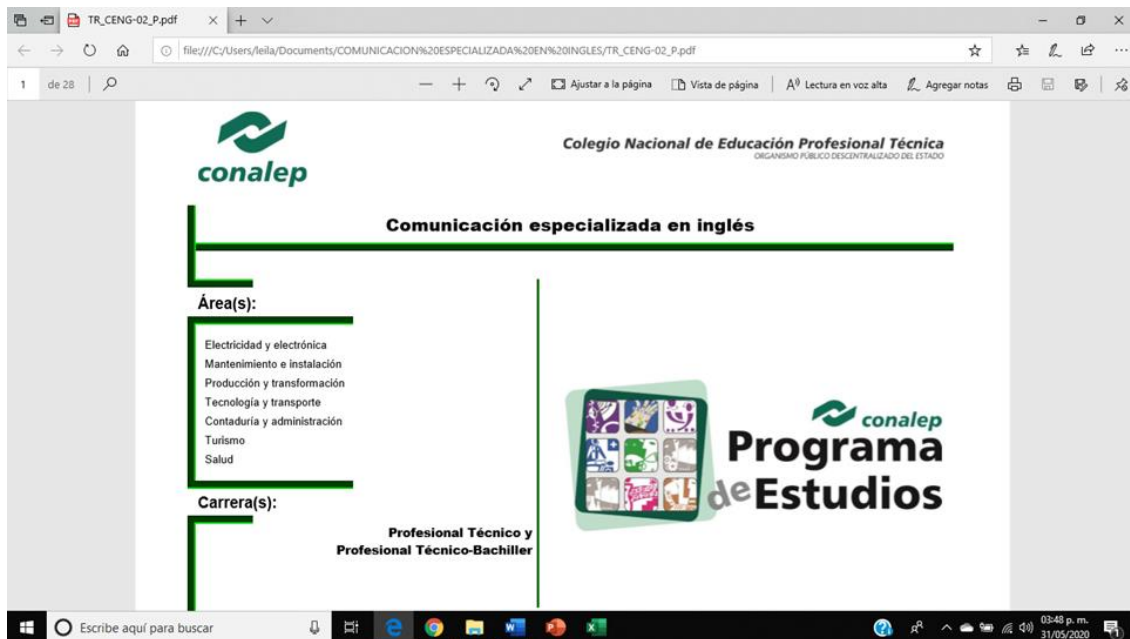 TR_CENG-02_P.pdf
file:///C:/Users/leila/Documents/COMUNICACION%20ESPECIALIZADA%20EN%20INGLES/TR_CENG-02_P.pdf
1 de 28 Ajustar a la página Vista de página Lectura en voz alta Agregar notas
conalep
Colegio Nacional de Educación Profesional Técnica
ORGANISMO PÚBLICO DESCENTRALIZADO DEL ESTADO
Comunicación especializada en inglés
Área(s):
Electricidad y electrónica
Mantenimiento e instalación
Producción y transformación
Tecnología y transporte
Contaduría y administración
Turismo
Salud
conalep
Programa
de Estudios
Carrera(s):
Profesional Técnico y
Profesional Técnico-Bachiller
Escribe aquí para buscar
03:48 p. m.
31/05/2020